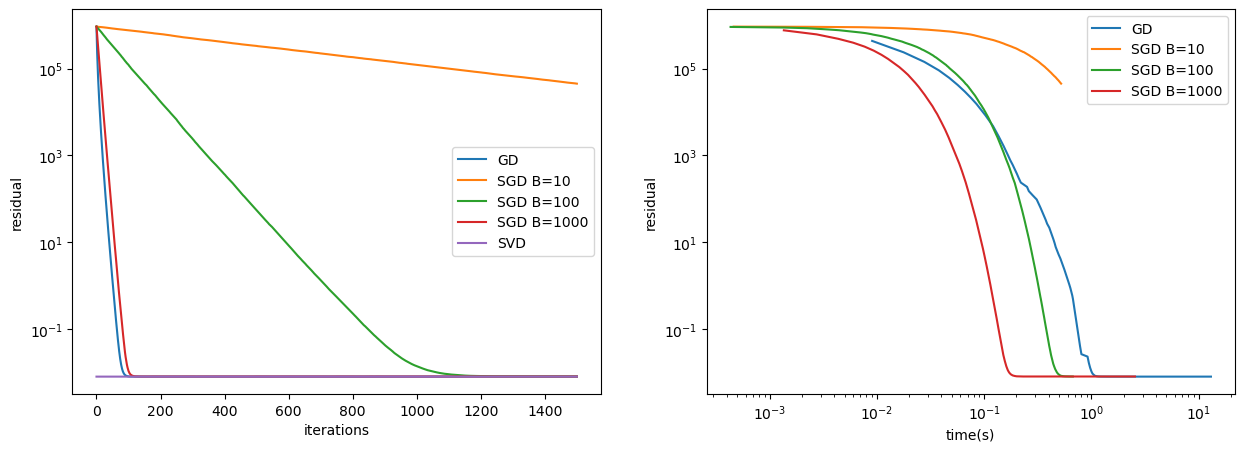 residual
10^5
10^3
10^1
10^-1
GD
SGD B=10
SGD B=100
SGD B=1000
SVD
0 200 400 600 800 1000 1200 1400
iterations
residual
10^5
10^3
10^1
10^-1
GD
SGD B=10
SGD B=100
SGD B=1000
10^-3 10^-2 10^-1 10^0 10^1
time(s)